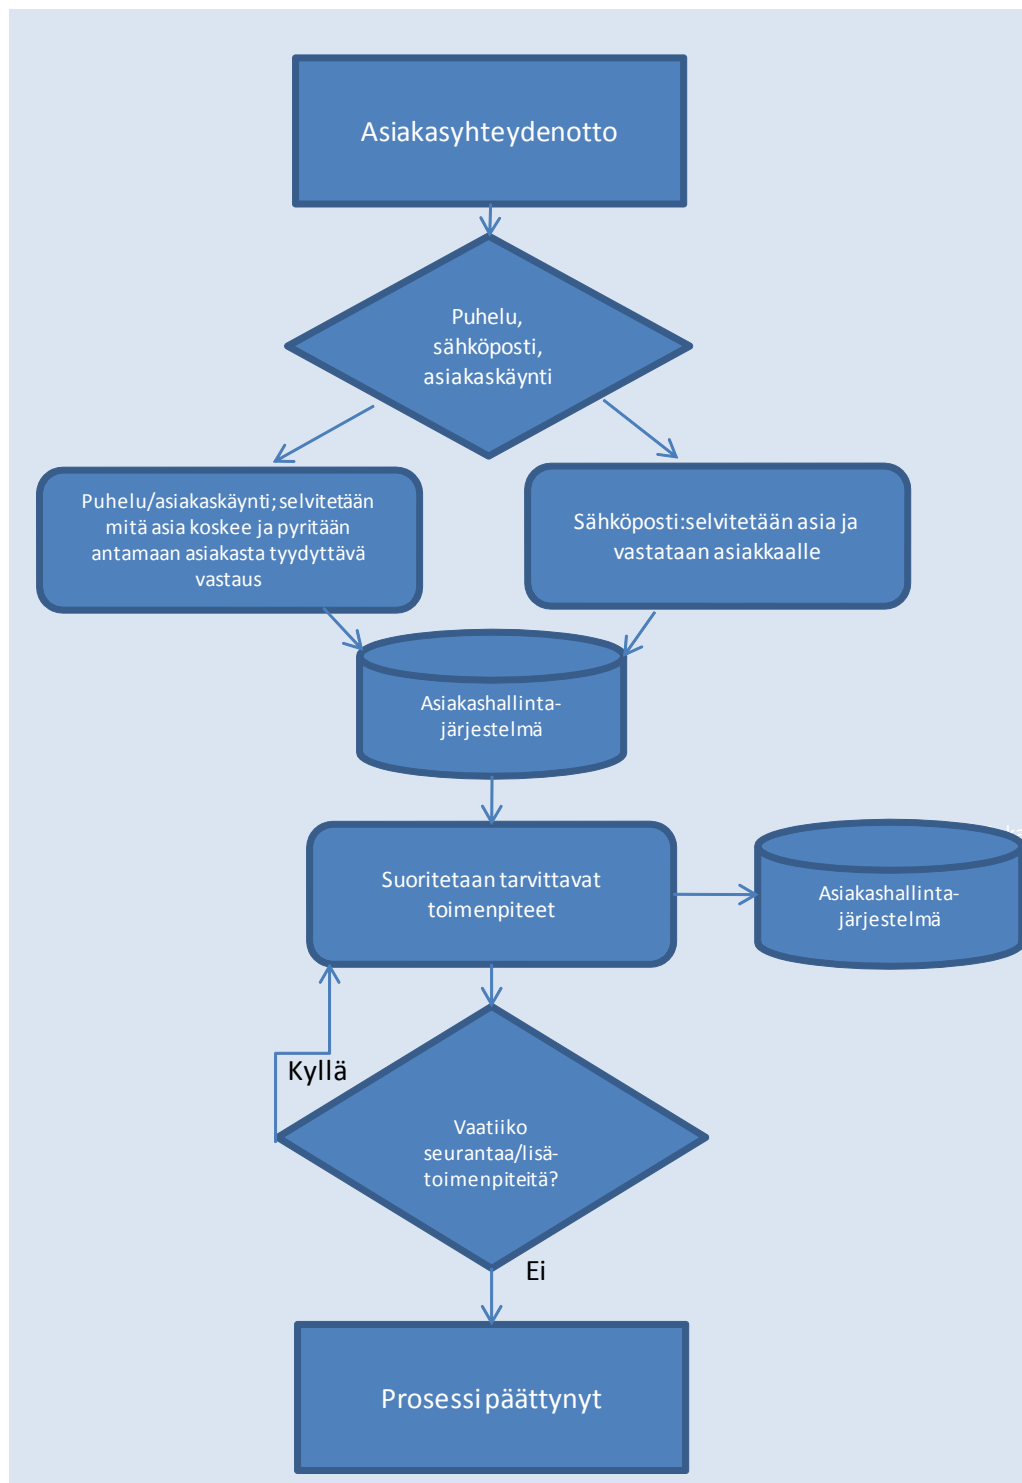 Asiakasyhteydenotto
Puhelu,
sähköposti,
asiakaskäynti
Puhelu/asiakaskäynti; selvitetään
mitä asia koskee ja pyritään
antamaan asiakasta tyydyttävä
vastaus
Sähköposti:selvitetään asia ja
vastataan asiakkaalle
Asiakashallinta-
järjestelmä
Suoritetaan tarvittavat
toimenpiteet
Asiakashallinta-
järjestelmä
Kyllä
Vaatiiko
seurantaa/lisä-
toimenpiteitä?
Ei
Prosessi päättynyt